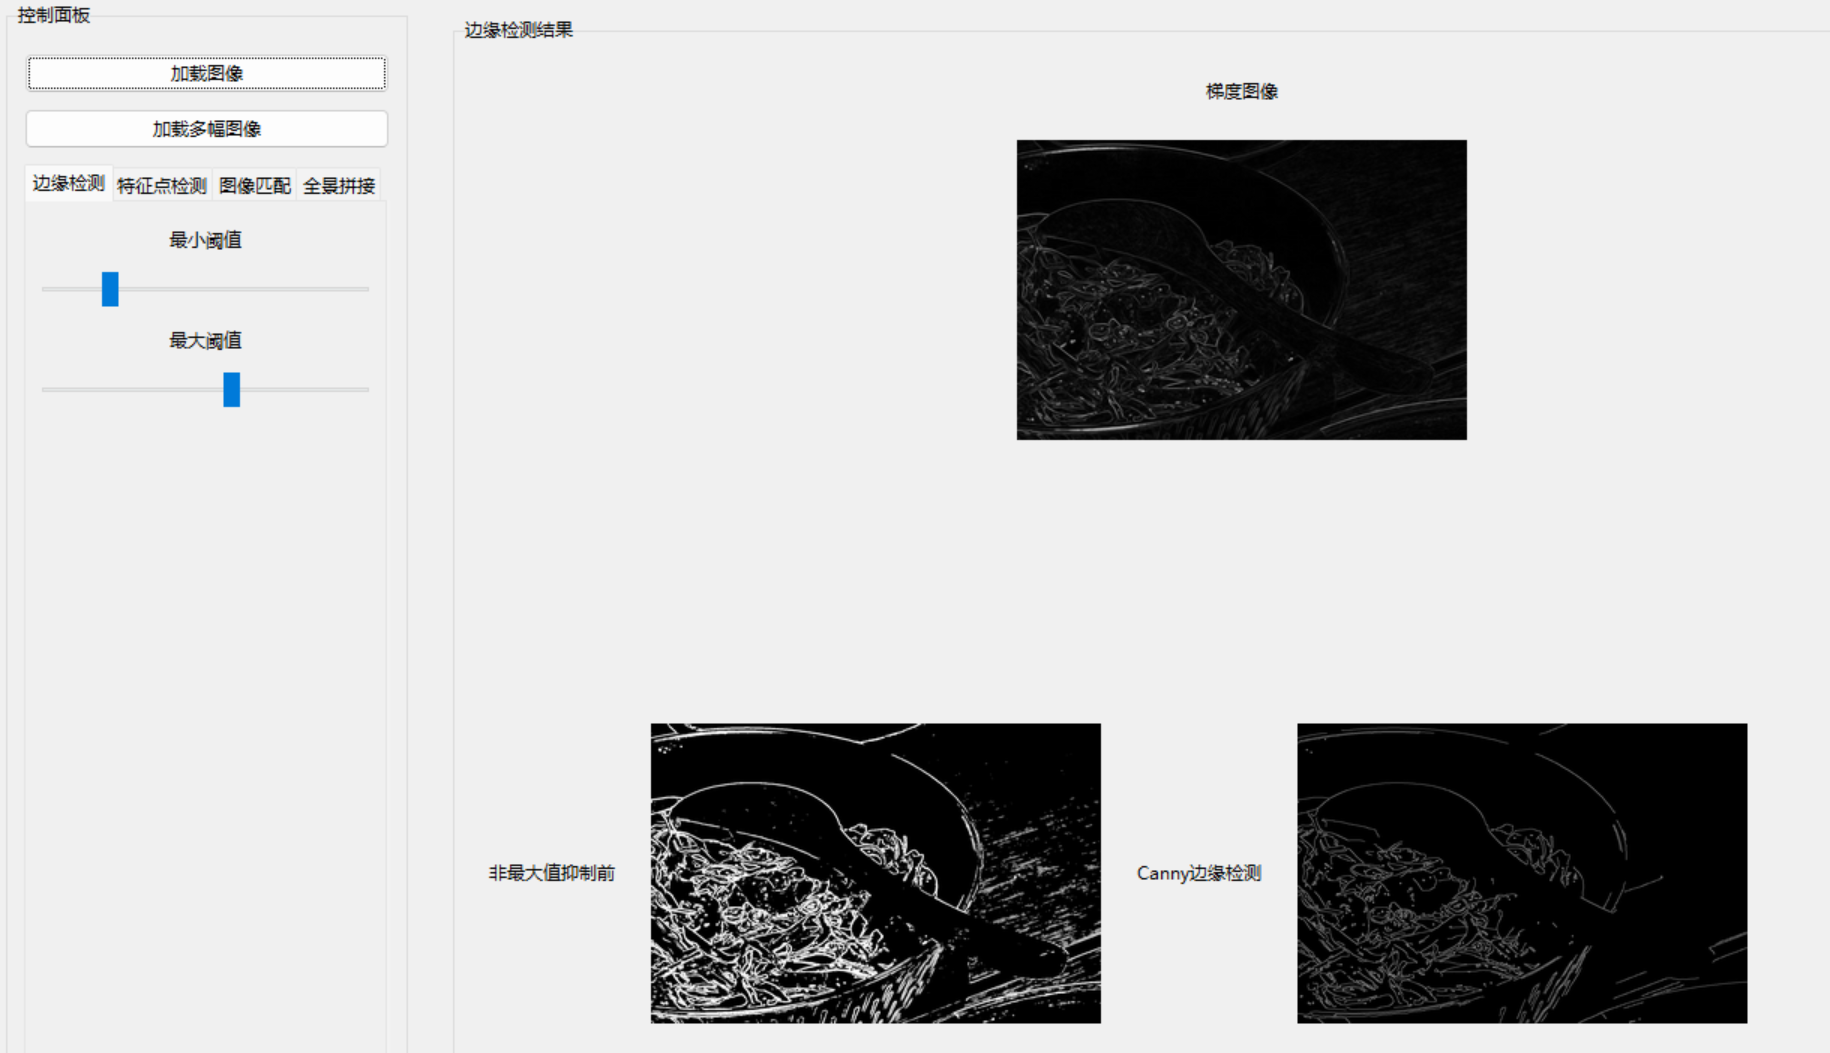 控制面板
加载图像
加载多幅图像
边缘检测 特征点检测 图像匹配 全景拼接
最小阈值
最大阈值
边缘检测结果
梯度图像
非最大值抑制前
Canny边缘检测